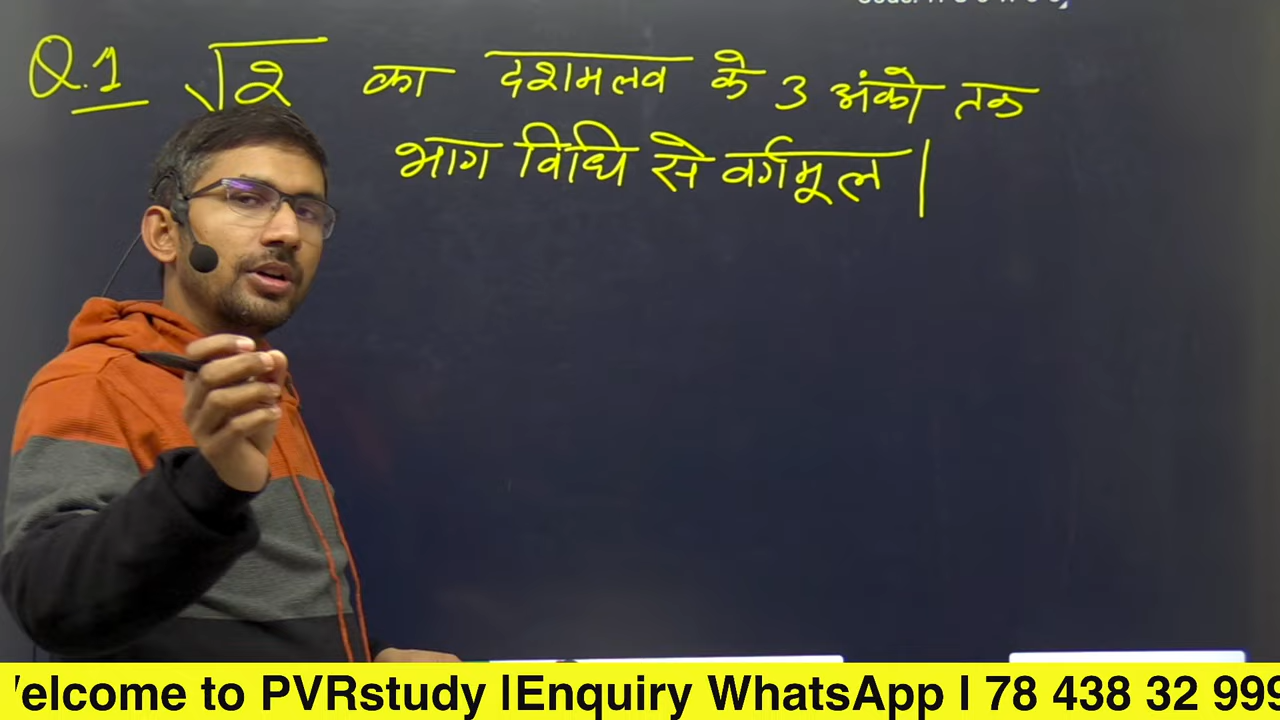 Q.1 √2 का दशमलव के 3 अंको तक
भाग विधि से वर्गमूल |
elcome to PVRstudy |Enquiry WhatsApp I 78 438 32 999